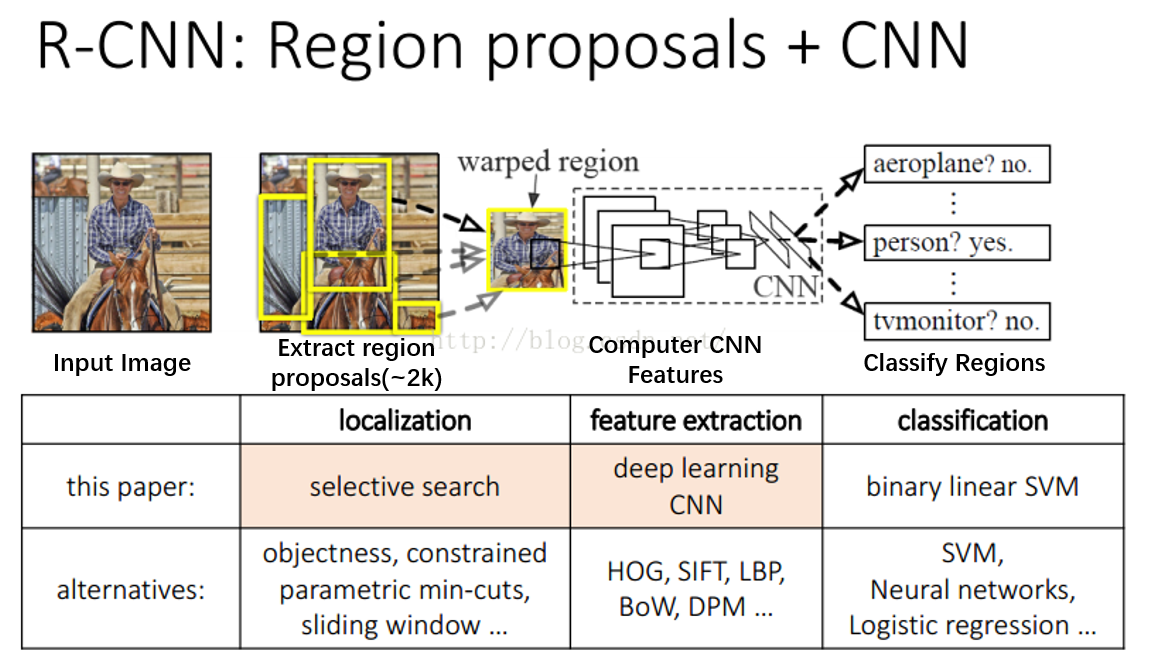 R-CNN: Region proposals + CNN
warped region
aeroplane? no.
⋮
person? yes.
⋮
tvmonitor? no.
CNN
http://blog.
Input Image
Extract region
proposals(~2k)
Computer CNN
Features
Classify Regions
localization
feature extraction
classification
this paper:
selective search
deep learning
CNN
binary linear SVM
alternatives:
objectness, constrained
parametric min-cuts,
sliding window ...
HOG, SIFT, LBP,
BoW, DPM ...
SVM,
Neural networks,
Logistic regression ...